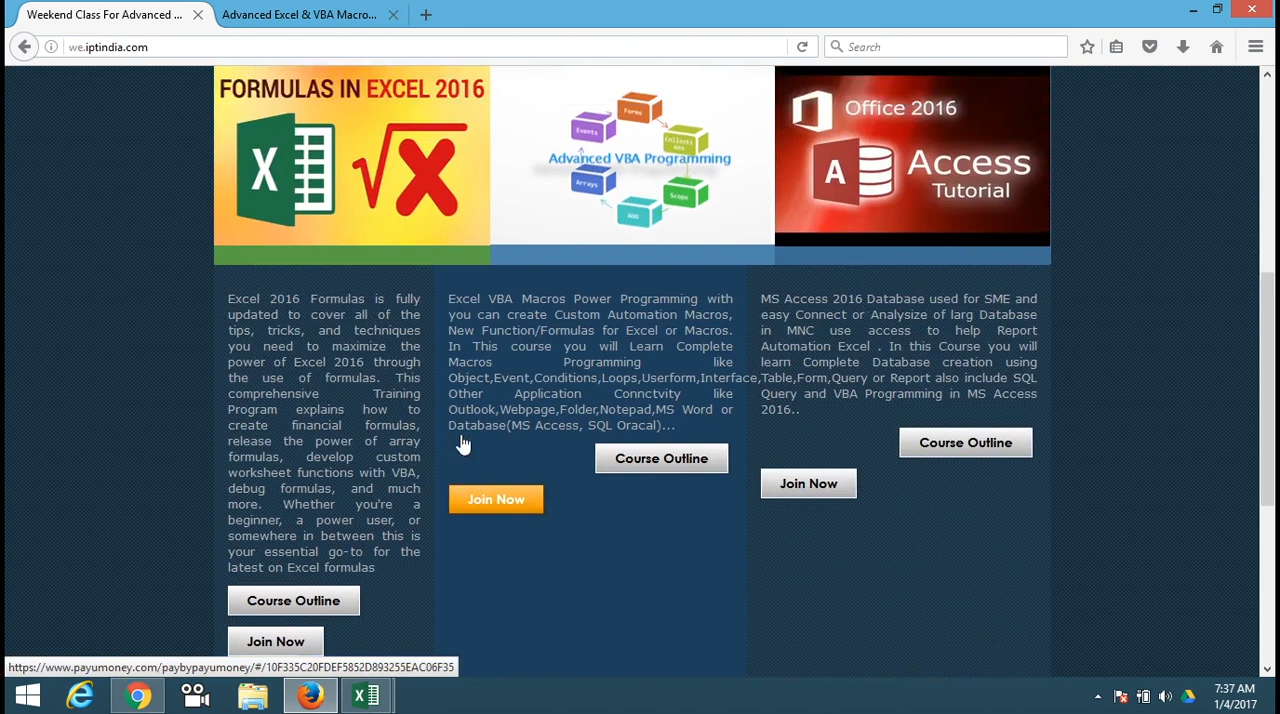 Weekend Class For Advanced ...
Advanced Excel & VBA Macro...
we.iptindia.com
Search
FORMULAS IN EXCEL 2016
X
Forms
Events
Collecti
ons
Advanced VBA Programming
Arrays
Scope
ADO
Office 2016
A
Access
Tutorial
Excel 2016 Formulas is fully
updated to cover all of the
tips, tricks, and techniques
you need to maximize the
power of Excel 2016 through
the use of formulas. This
comprehensive Training
Program explains how to
create financial formulas,
release the power of array
formulas, develop custom
worksheet functions with VBA,
debug formulas, and much
more. Whether you're a
beginner, a power user, or
somewhere in between this is
your essential go-to for the
latest on Excel formulas
Course Outline
Join Now
Excel VBA Macros Power Programming with
you can create Custom Automation Macros,
New Function/Formulas for Excel or Macros.
In This course you will Learn Complete
Macros Programming like
Object,Event,Conditions,Loops,Userform,Interface,
Other Application Connctvity like
Outlook,Webpage,Folder,Notepad,MS Word or
Database(MS Access, SQL Oracal)...
Course Outline
Join Now
MS Access 2016 Database used for SME and
easy Connect or Analysize of larg Database
in MNC use access to help Report
Automation Excel . In this Course you will
learn Complete Database creation using
Table,Form,Query or Report also include SQL
Query and VBA Programming in MS Access
2016..
Course Outline
Join Now
https://www.payumoney.com/paybypayumoney/#/10F335C20FDEF5852D893255EAC06F35
7:37 AM
1/4/2017